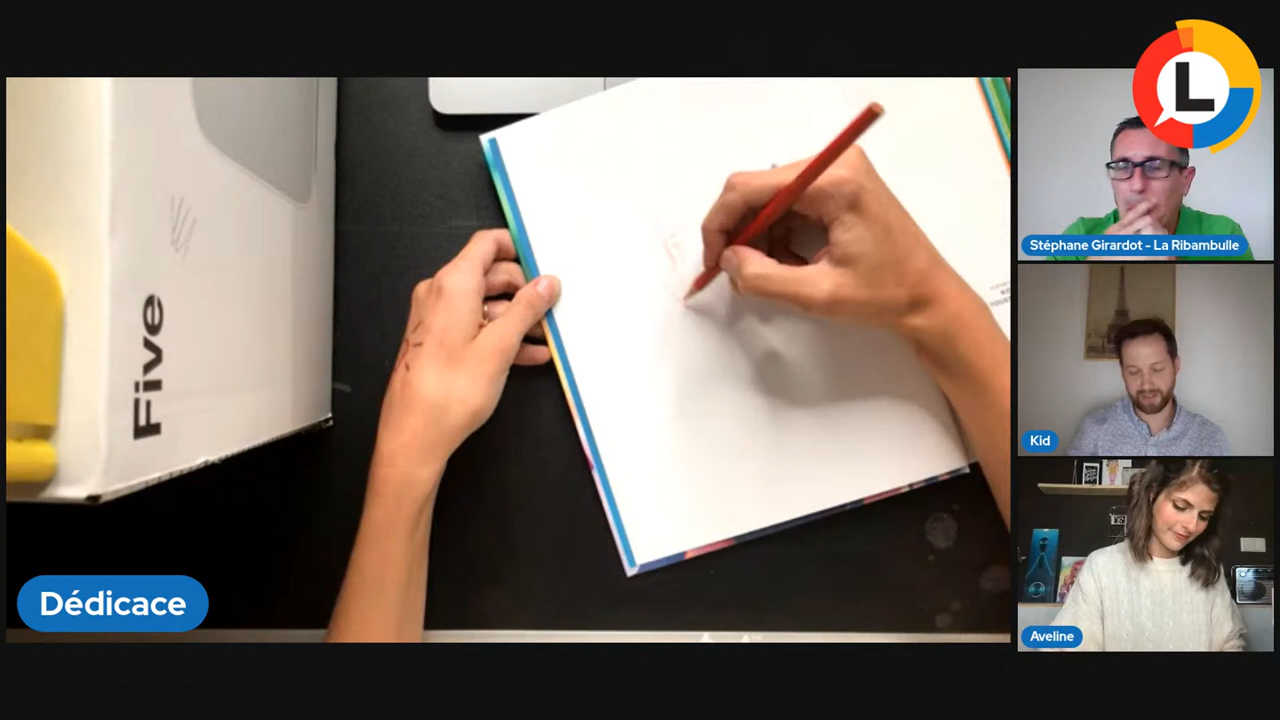 Five
Dédicace
L
Stéphane Girardot - La Ribambulle
Kid
Aveline